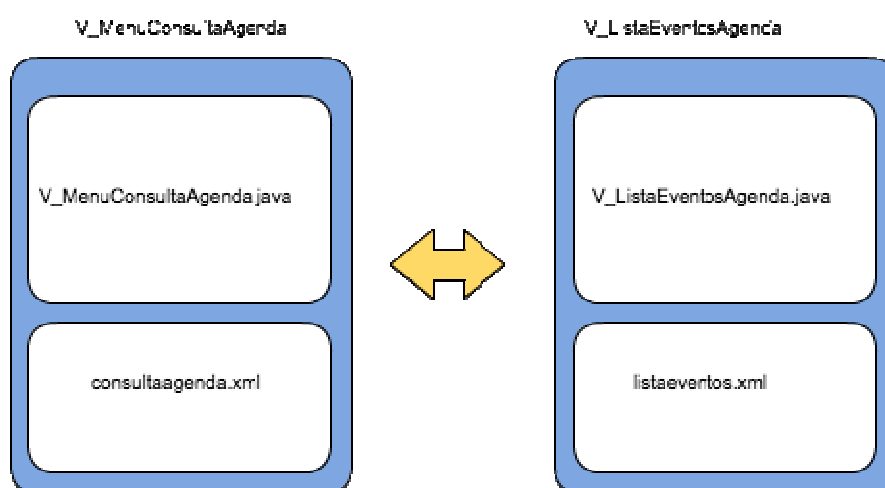 V_MenuConsultaAgenda
V_ListaEventosAgenda
V_MenuConsultaAgenda.java
V_ListaEventosAgenda.java
consultaagenda.xml
listaeventos.xml